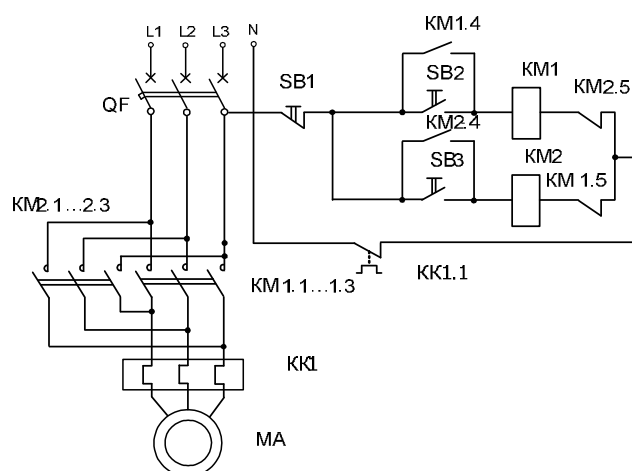 L1 L2 L3 N
KM1.4
QF
SB1
SB2
KM1
KM2.5
KM2.4
SB3
KM2
KM 1.5
KM2.1...2.3
KM1.1...1.3
KK1.1
KK1
MA